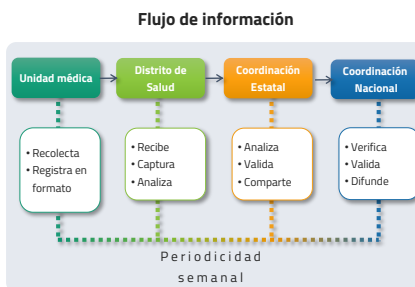 Flujo de información
Unidad médica
Distrito de
Salud
Coordinación
Estatal
Coordinación
Nacional
• Recolecta
• Registra en
formato
• Recibe
• Captura
• Analiza
• Analiza
• Valida
• Comparte
• Verifica
• Valida
• Difunde
Periodicidad
semanal